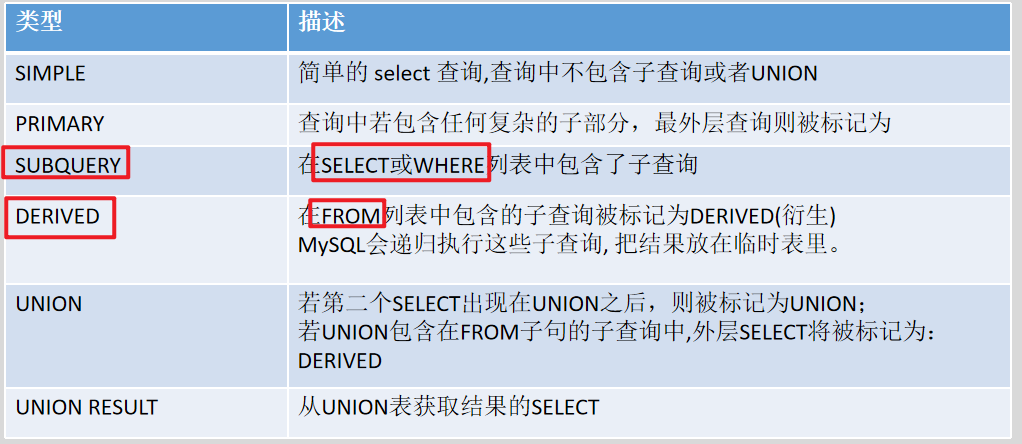 类型
描述
SIMPLE
简单的 select 查询,查询中不包含子查询或者UNION
PRIMARY
查询中若包含任何复杂的子部分，最外层查询则被标记为
SUBQUERY
在SELECT或WHERE列表中包含了子查询
DERIVED
在FROM列表中包含的子查询被标记为DERIVED(衍生)
MySQL会递归执行这些子查询, 把结果放在临时表里。
UNION
若第二个SELECT出现在UNION之后，则被标记为UNION；
若UNION包含在FROM子句的子查询中,外层SELECT将被标记为：
DERIVED
UNION RESULT
从UNION表获取结果的SELECT